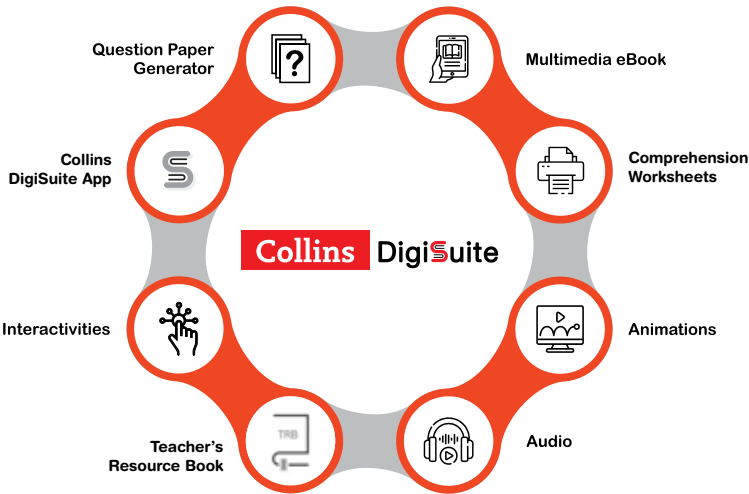 Question Paper
Generator
Multimedia eBook
Collins
DigiSuite App
Comprehension
Worksheets
Collins DigiSuite
Interactivities
Animations
TRB
Teacher's
Resource Book
Audio